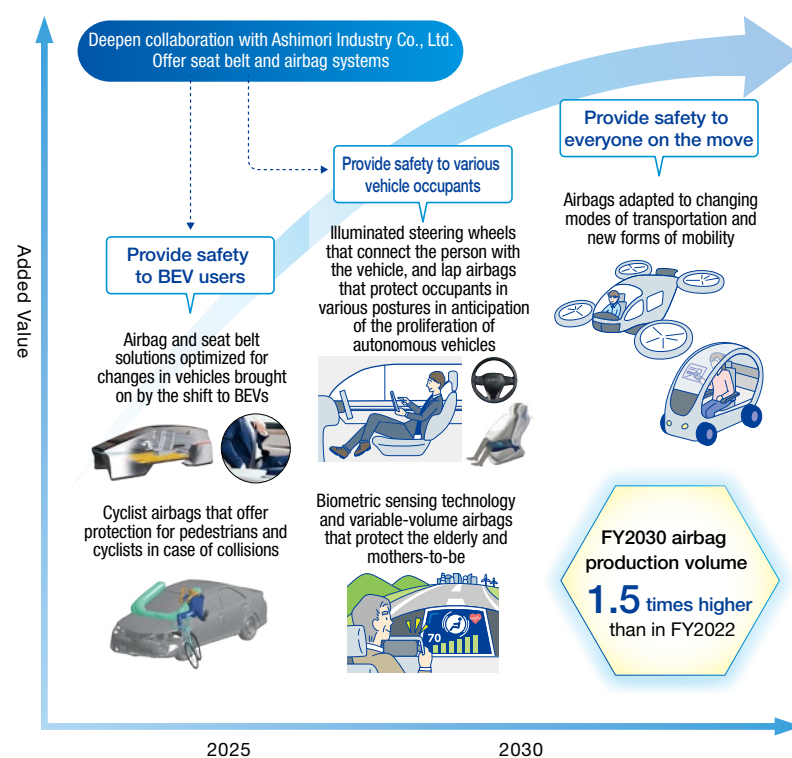 Deepen collaboration with Ashimori Industry Co., Ltd.
Offer seat belt and airbag systems
Added Value
Provide safety
to BEV users
Airbag and seat belt
solutions optimized for
changes in vehicles brought
on by the shift to BEVs
Cyclist airbags that offer
protection for pedestrians and
cyclists in case of collisions
Provide safety to various
vehicle occupants
Illuminated steering wheels
that connect the person with
the vehicle, and lap airbags
that protect occupants in
various postures in anticipation
of the proliferation of
autonomous vehicles
Biometric sensing technology
and variable-volume airbags
that protect the elderly and
mothers-to-be
70
Provide safety to
everyone on the move
Airbags adapted to changing
modes of transportation and
new forms of mobility
FY2030 airbag
production volume
1.5 times higher
than in FY2022
2025
2030